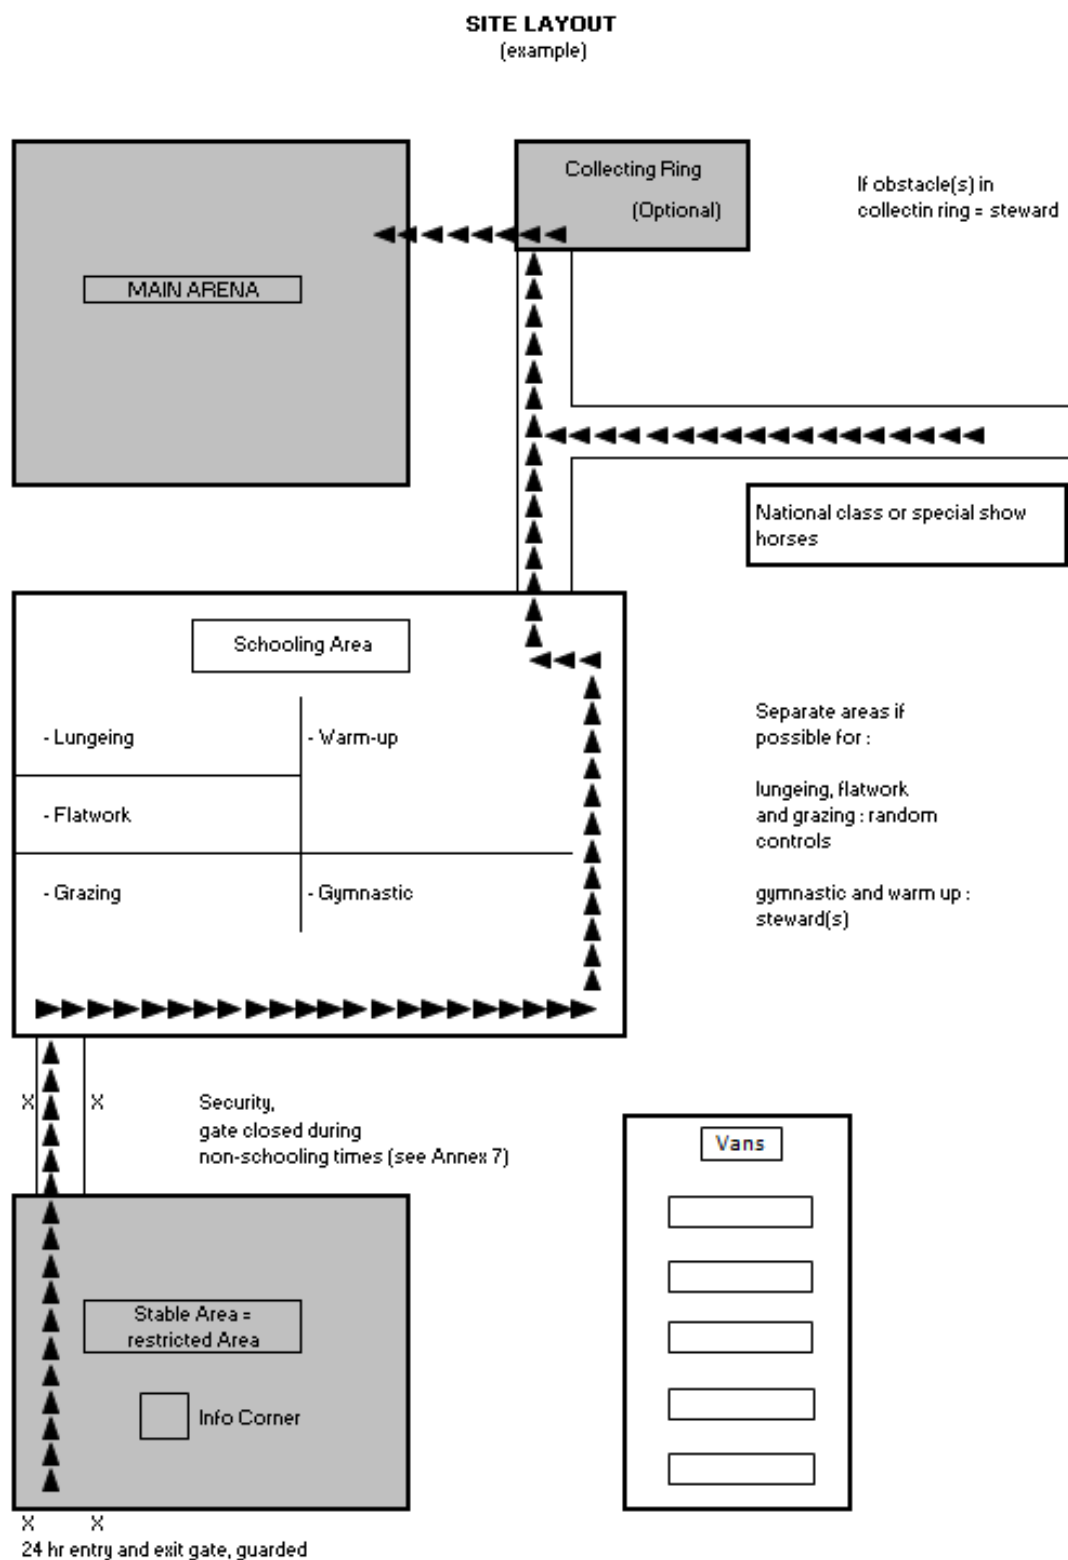 SITE LAYOUT
(example)
Collecting Ring
(Optional)
If obstacle(s) in
collectin ring = steward
MAIN ARENA
National class or special show
horses
Schooling Area
- Lungeing
- Warm-up
- Flatwork
- Grazing
- Gymnastic
Separate areas if
possible for :
lungeing, flatwork
and grazing : random
controls
gymnastic and warm up :
steward(s)
X X
Security,
gate closed during
non-schooling times (see Annex 7)
Vans
Stable Area =
restricted Area
Info Corner
X X
24 hr entry and exit gate, guarded